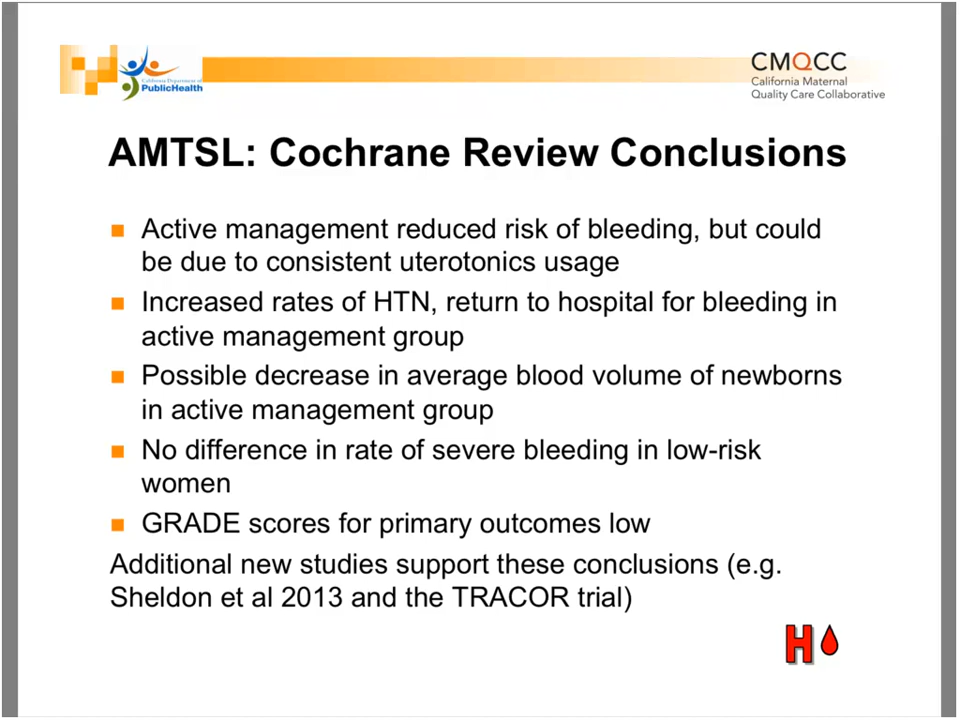 California Department of
PublicHealth
CMQCC
California Maternal
Quality Care Collaborative
AMTSL: Cochrane Review Conclusions
Active management reduced risk of bleeding, but could
be due to consistent uterotonics usage
Increased rates of HTN, return to hospital for bleeding in
active management group
Possible decrease in average blood volume of newborns
in active management group
No difference in rate of severe bleeding in low-risk
women
GRADE scores for primary outcomes low
Additional new studies support these conclusions (e.g.
Sheldon et al 2013 and the TRACOR trial)
H